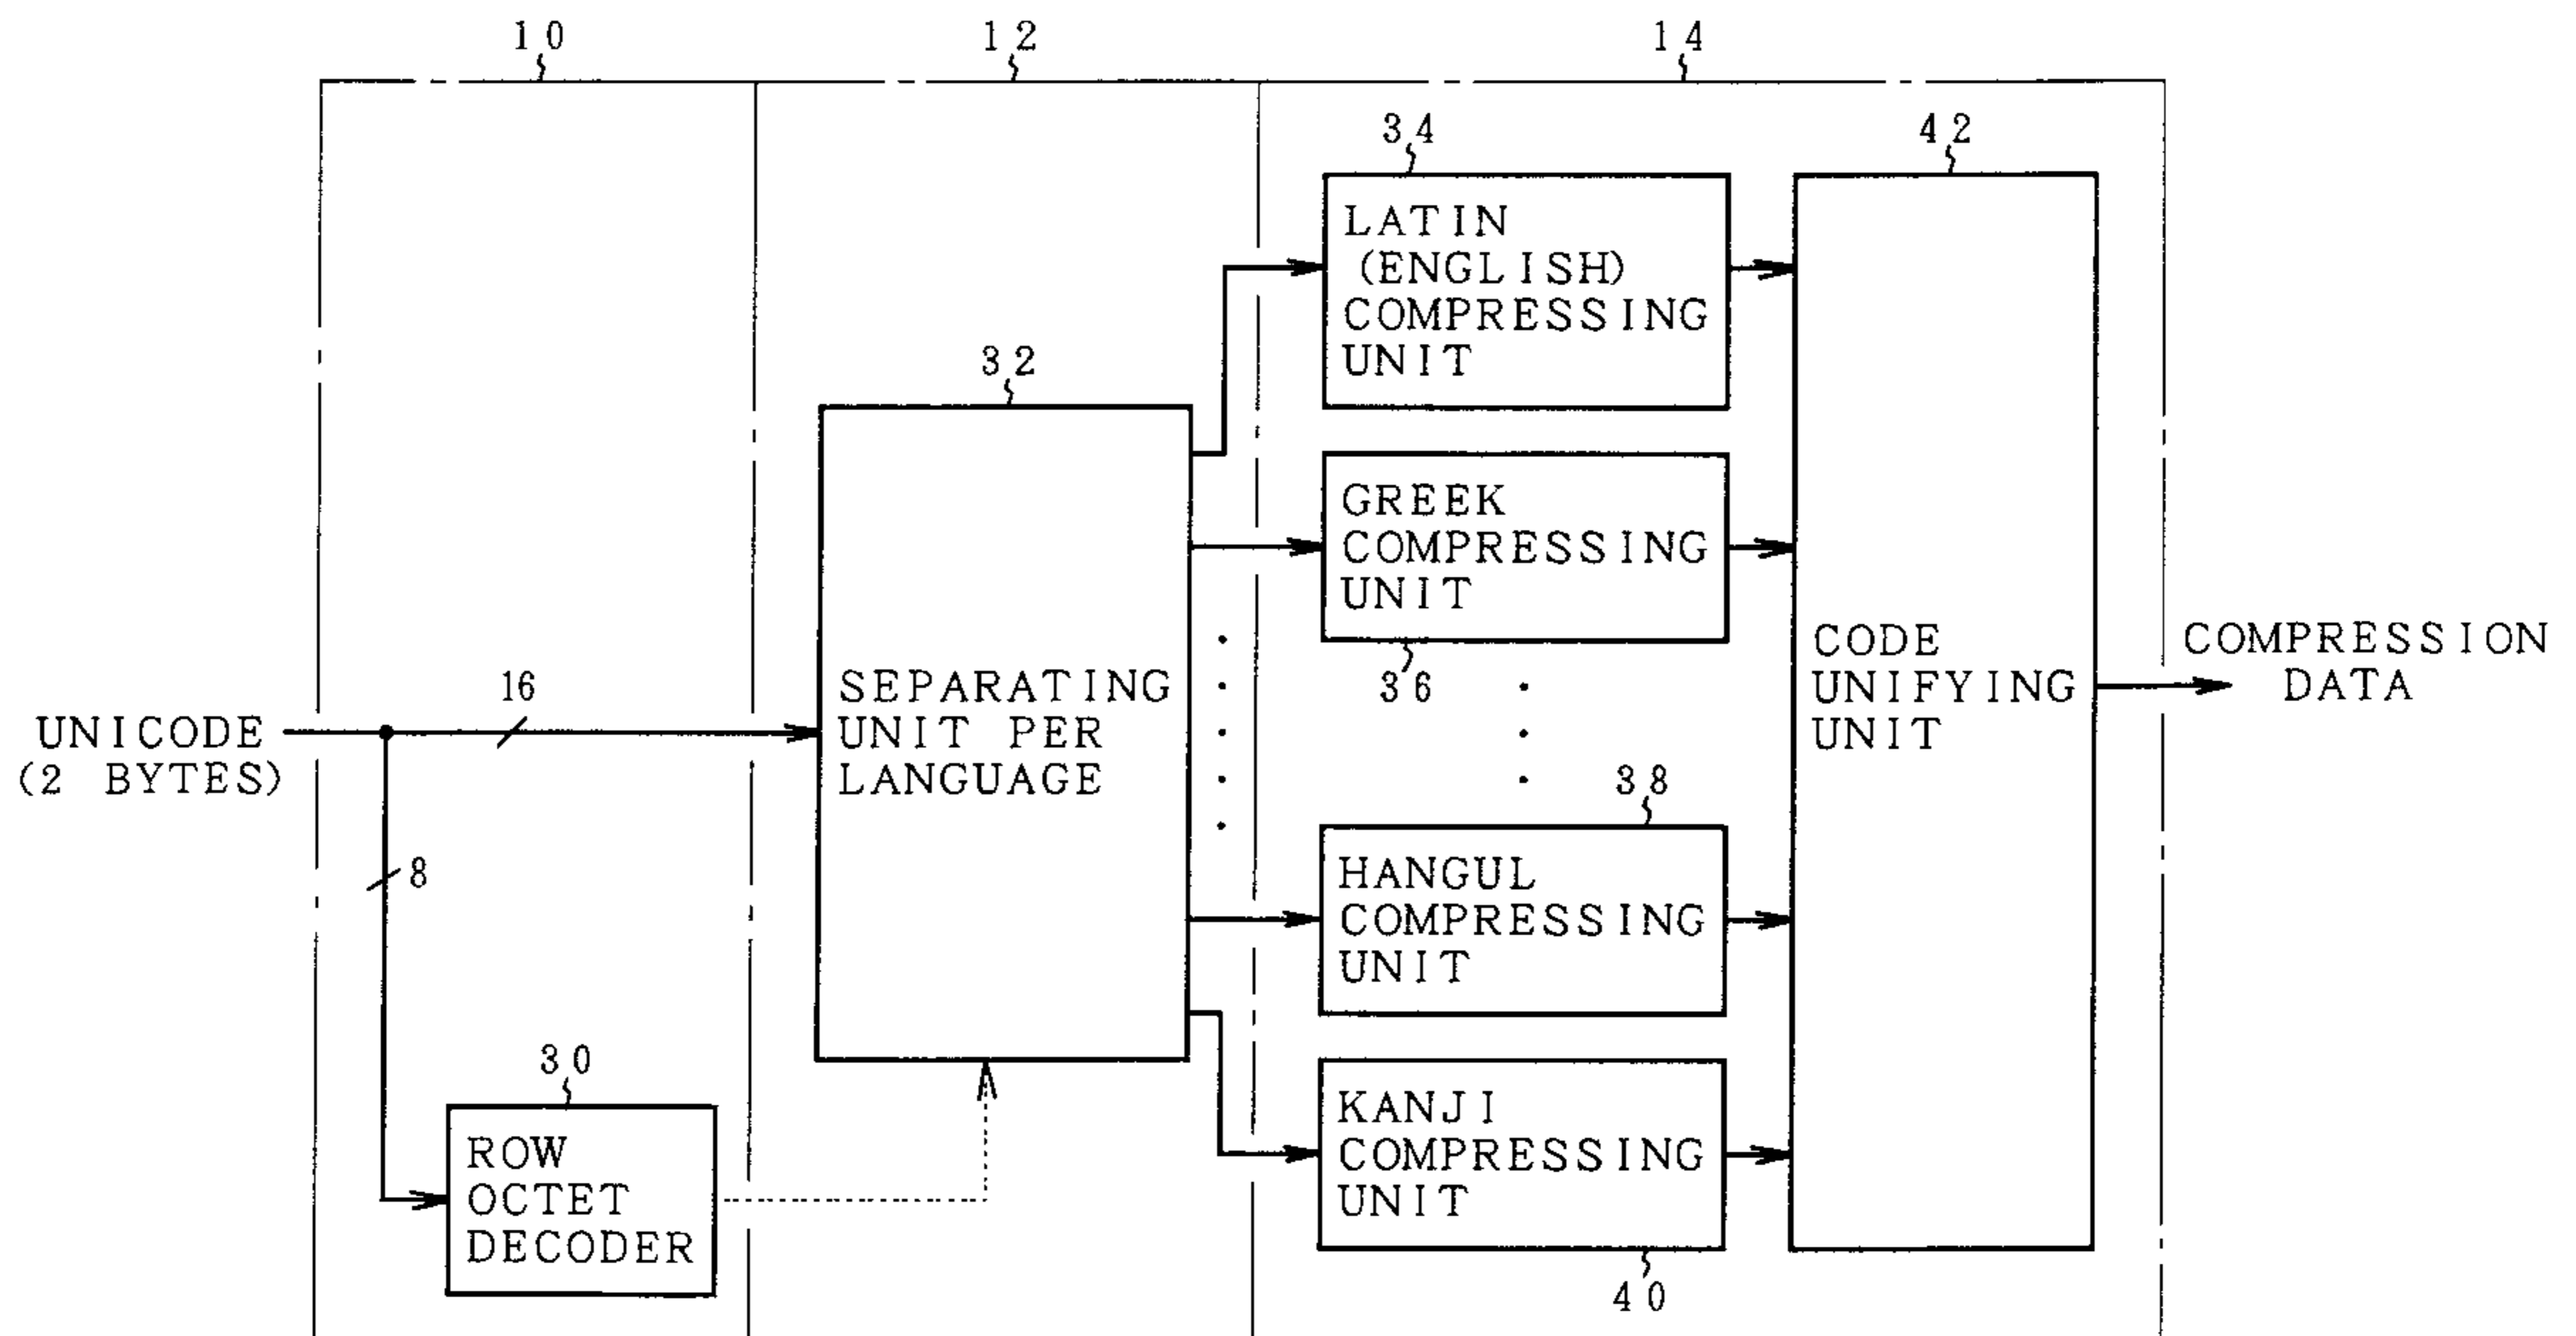 10
12
14
34
42
LATIN
(ENGLISH)
COMPRESSING
UNIT
32
GREEK
COMPRESSING
UNIT
36
SEPARATING
UNIT PER
LANGUAGE
CODE
UNIFYING
UNIT
COMPRESSION
DATA
16
UNICODE
(2 BYTES)
8
38
HANGUL
COMPRESSING
UNIT
30
ROW
OCTET
DECODER
KANJI
COMPRESSING
UNIT
40